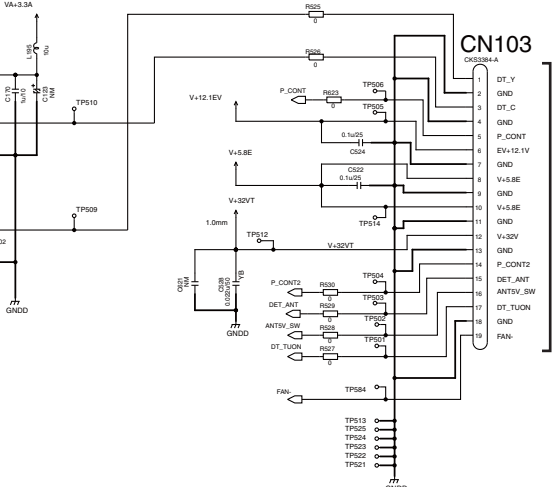 VA+3.3A
L195
10u
C170
1u/10
C123
NM
TP510
TP509
02
GNDD
R525
0
R526
0
CN103
CKS3384-A
P_CONT
R623
0
TP506
TP505
V+12.1EV
0.1u/25
C524
V+5.8E
C522
0.1u/25
TP514
V+32VT
1.0mm
TP512
V+32VT
C521
NM
C528
0.022u/50
YB
GNDD
P_CONT2
R530
0
TP504
DET_ANT
R529
0
TP503
ANT5V_SW
R528
0
TP502
DT_TUON
R527
0
TP501
FAN-
TP584
TP513
TP525
TP524
TP523
TP522
TP521
GNDD
1 DT_Y
2 GND
3 DT_C
4 GND
5 P_CONT
6 EV+12.1V
7 GND
8 V+5.8E
9 GND
10 V+5.8E
11 GND
12 V+32V
13 GND
14 P_CONT2
15 DET_ANT
16 ANT5V_SW
17 DT_TUON
18 GND
19 FAN-